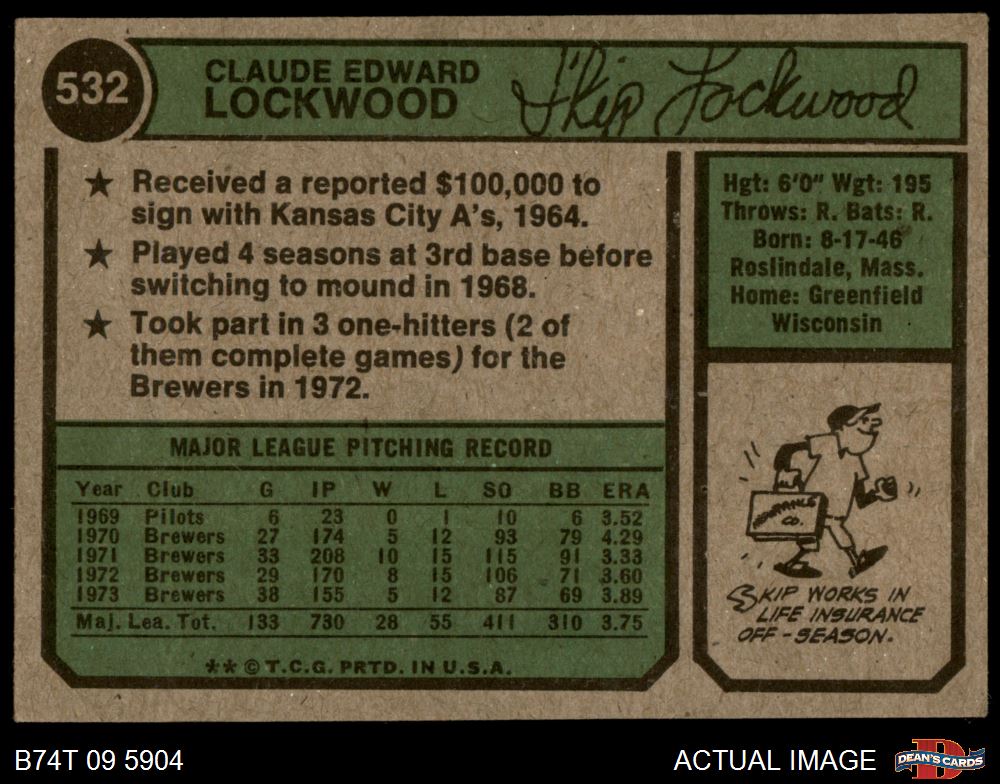 532
CLAUDE EDWARD
LOCKWOOD
Skip Lockwood
★ Received a reported $100,000 to
sign with Kansas City A's, 1964.
★ Played 4 seasons at 3rd base before
switching to mound in 1968.
★ Took part in 3 one-hitters (2 of
them complete games) for the
Brewers in 1972.
Hgt: 6'0" Wgt: 195
Throws: R. Bats: R.
Born: 8-17-46
Roslindale, Mass.
Home: Greenfield
Wisconsin
MAJOR LEAGUE PITCHING RECORD
Year Club G IP W L SO BB ERA
1969 Pilots 6 23 0 1 10 6 3.52
1970 Brewers 27 174 5 12 93 79 4.29
1971 Brewers 33 208 10 15 115 91 3.33
1972 Brewers 29 170 8 15 106 71 3.60
1973 Brewers 38 155 5 12 87 69 3.89
Maj. Lea. Tot. 133 730 28 55 411 310 3.75
** © T.C.G. PRTD. IN U.S.A.
INSURANCE
CO.
SKIP WORKS IN
LIFE INSURANCE
OFF-SEASON.
B74T 09 5904
ACTUAL IMAGE
DEAN'S CARDS